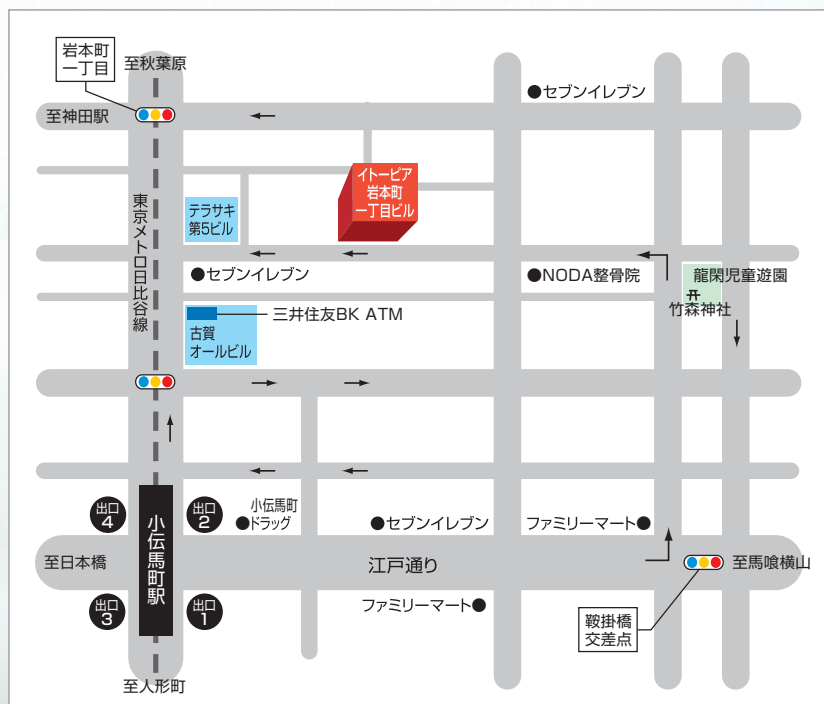 岩本町
一丁目
至秋葉原
●セブンイレブン
至神田駅
イトーピア
岩本町
一丁目ビル
テラサキ
第5ビル
東京メトロ日比谷線
●セブンイレブン
●NODA整骨院
龍閑児童遊園
竹森神社
三井住友BK ATM
古賀
オールビル
出口
4
出口
2
小伝馬町
●ドラッグ
●セブンイレブン
ファミリーマート●
小伝馬町駅
至日本橋
江戸通り
至馬喰横山
出口
3
出口
1
ファミリーマート●
鞍掛橋
交差点
至人形町